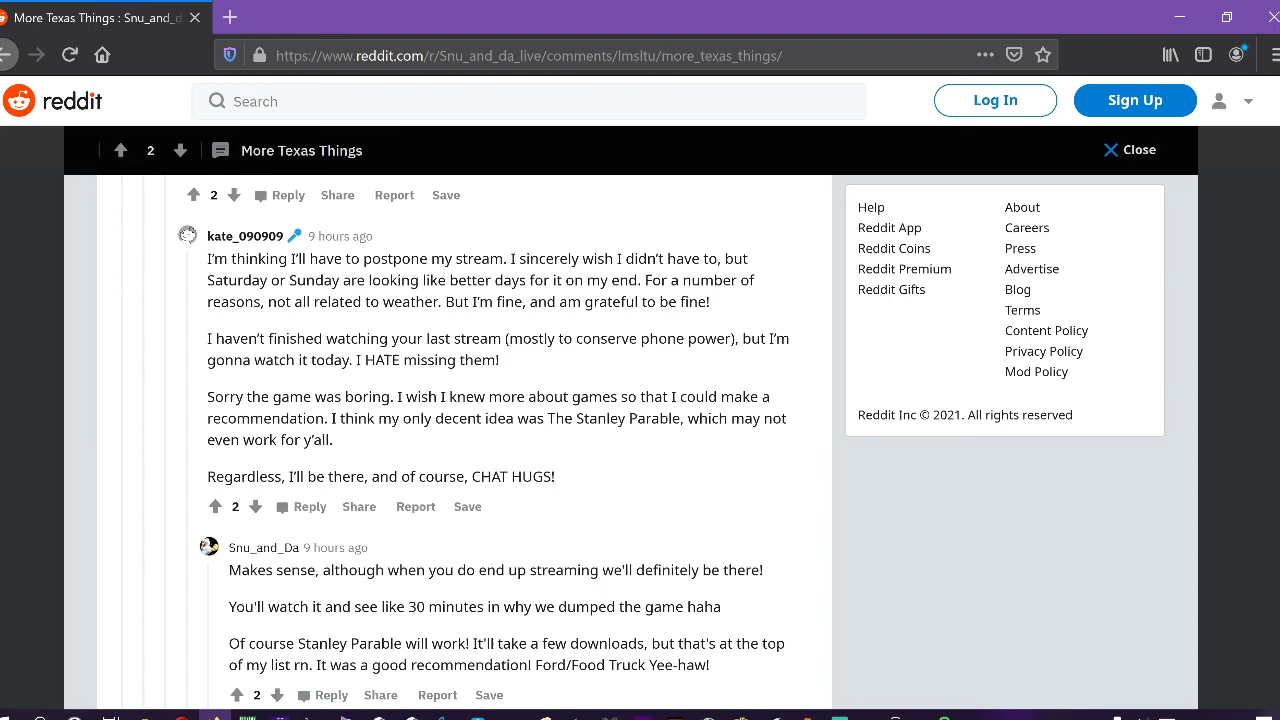 More Texas Things : Snu_and_d
https://www.reddit.com/r/Snu_and_da_live/comments/lmsltu/more_texas_things/
reddit
Search
Log In
Sign Up
2
More Texas Things
Close
2 Reply Share Report Save
kate_090909 9 hours ago
I'm thinking I'll have to postpone my stream. I sincerely wish I didn't have to, but
Saturday or Sunday are looking like better days for it on my end. For a number of
reasons, not all related to weather. But I'm fine, and am grateful to be fine!
I haven't finished watching your last stream (mostly to conserve phone power), but I'm
gonna watch it today. I HATE missing them!
Sorry the game was boring. I wish I knew more about games so that I could make a
recommendation. I think my only decent idea was The Stanley Parable, which may not
even work for y'all.
Regardless, I'll be there, and of course, CHAT HUGS!
2 Reply Share Report Save
Snu_and_Da 9 hours ago
Makes sense, although when you do end up streaming we'll definitely be there!
You'll watch it and see like 30 minutes in why we dumped the game haha
Of course Stanley Parable will work! It'll take a few downloads, but that's at the top
of my list rn. It was a good recommendation! Ford/Food Truck Yee-haw!
2 Reply Share Report Save
Help About
Reddit App Careers
Reddit Coins Press
Reddit Premium Advertise
Reddit Gifts Blog
Terms
Content Policy
Privacy Policy
Mod Policy
Reddit Inc © 2021. All rights reserved